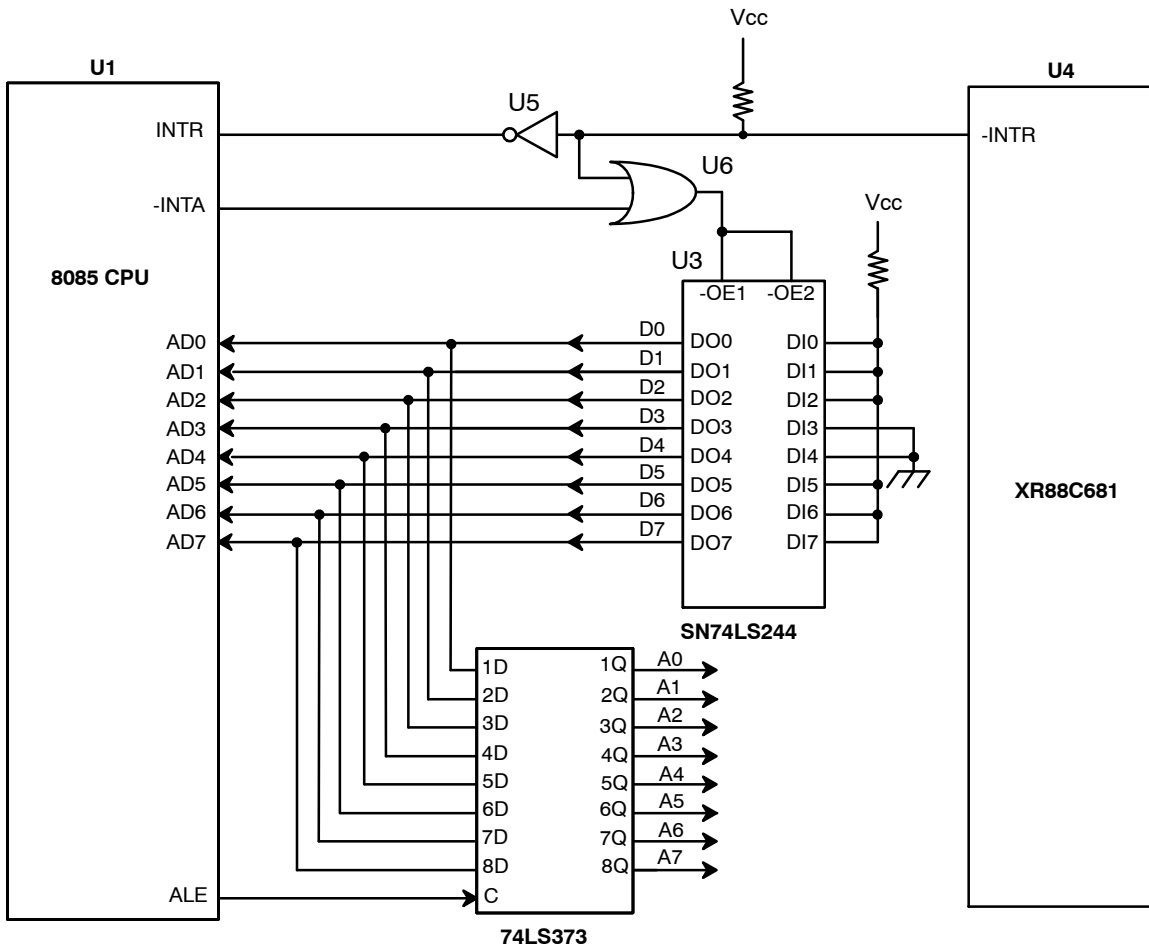 Vcc
U1
U4
U5
INTR
-INTR
U6
-INTA
Vcc
8085 CPU
U3
-OE1 -OE2
AD0 D0 DO0 DI0
AD1 D1 DO1 DI1
AD2 D2 DO2 DI2
AD3 D3 DO3 DI3
AD4 D4 DO4 DI4
AD5 D5 DO5 DI5
AD6 D6 DO6 DI6
AD7 D7 DO7 DI7
XR88C681
SN74LS244
1D 1Q A0
2D 2Q A1
3D 3Q A2
4D 4Q A3
5D 5Q A4
6D 6Q A5
7D 7Q A6
8D 8Q A7
ALE C
74LS373